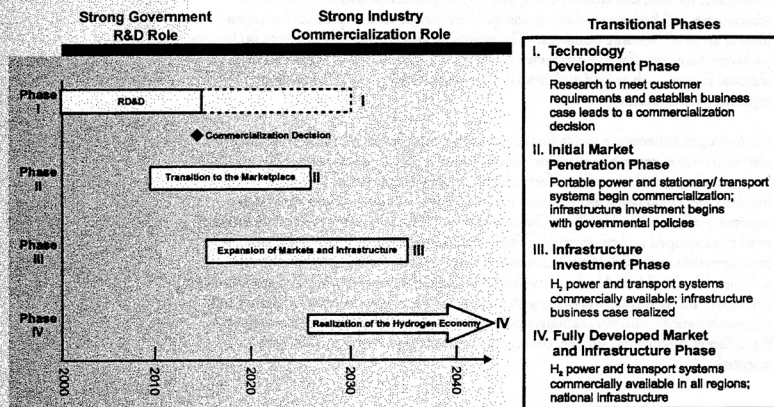 Strong Government
R&D Role
Strong Industry
Commercialization Role
Phase
I
RD&D
I
Commercialization Decision
Phase
II
Transition to the Marketplace
II
Phase
III
Expansion of Markets and Infrastructure
III
Phase
IV
Realization of the Hydrogen Economy
IV
2000
2010
2020
2030
2040
Transitional Phases
I. Technology
Development Phase
Research to meet customer
requirements and establish business
case leads to a commercialization
decision
II. Initial Market
Penetration Phase
Portable power and stationary/ transport
systems begin commercialization;
infrastructure investment begins
with governmental policies
III. Infrastructure
Investment Phase
H₂ power and transport systems
commercially available; infrastructure
business case realized
IV. Fully Developed Market
and Infrastructure Phase
H₂ power and transport systems
commercially available in all regions;
national infrastructure